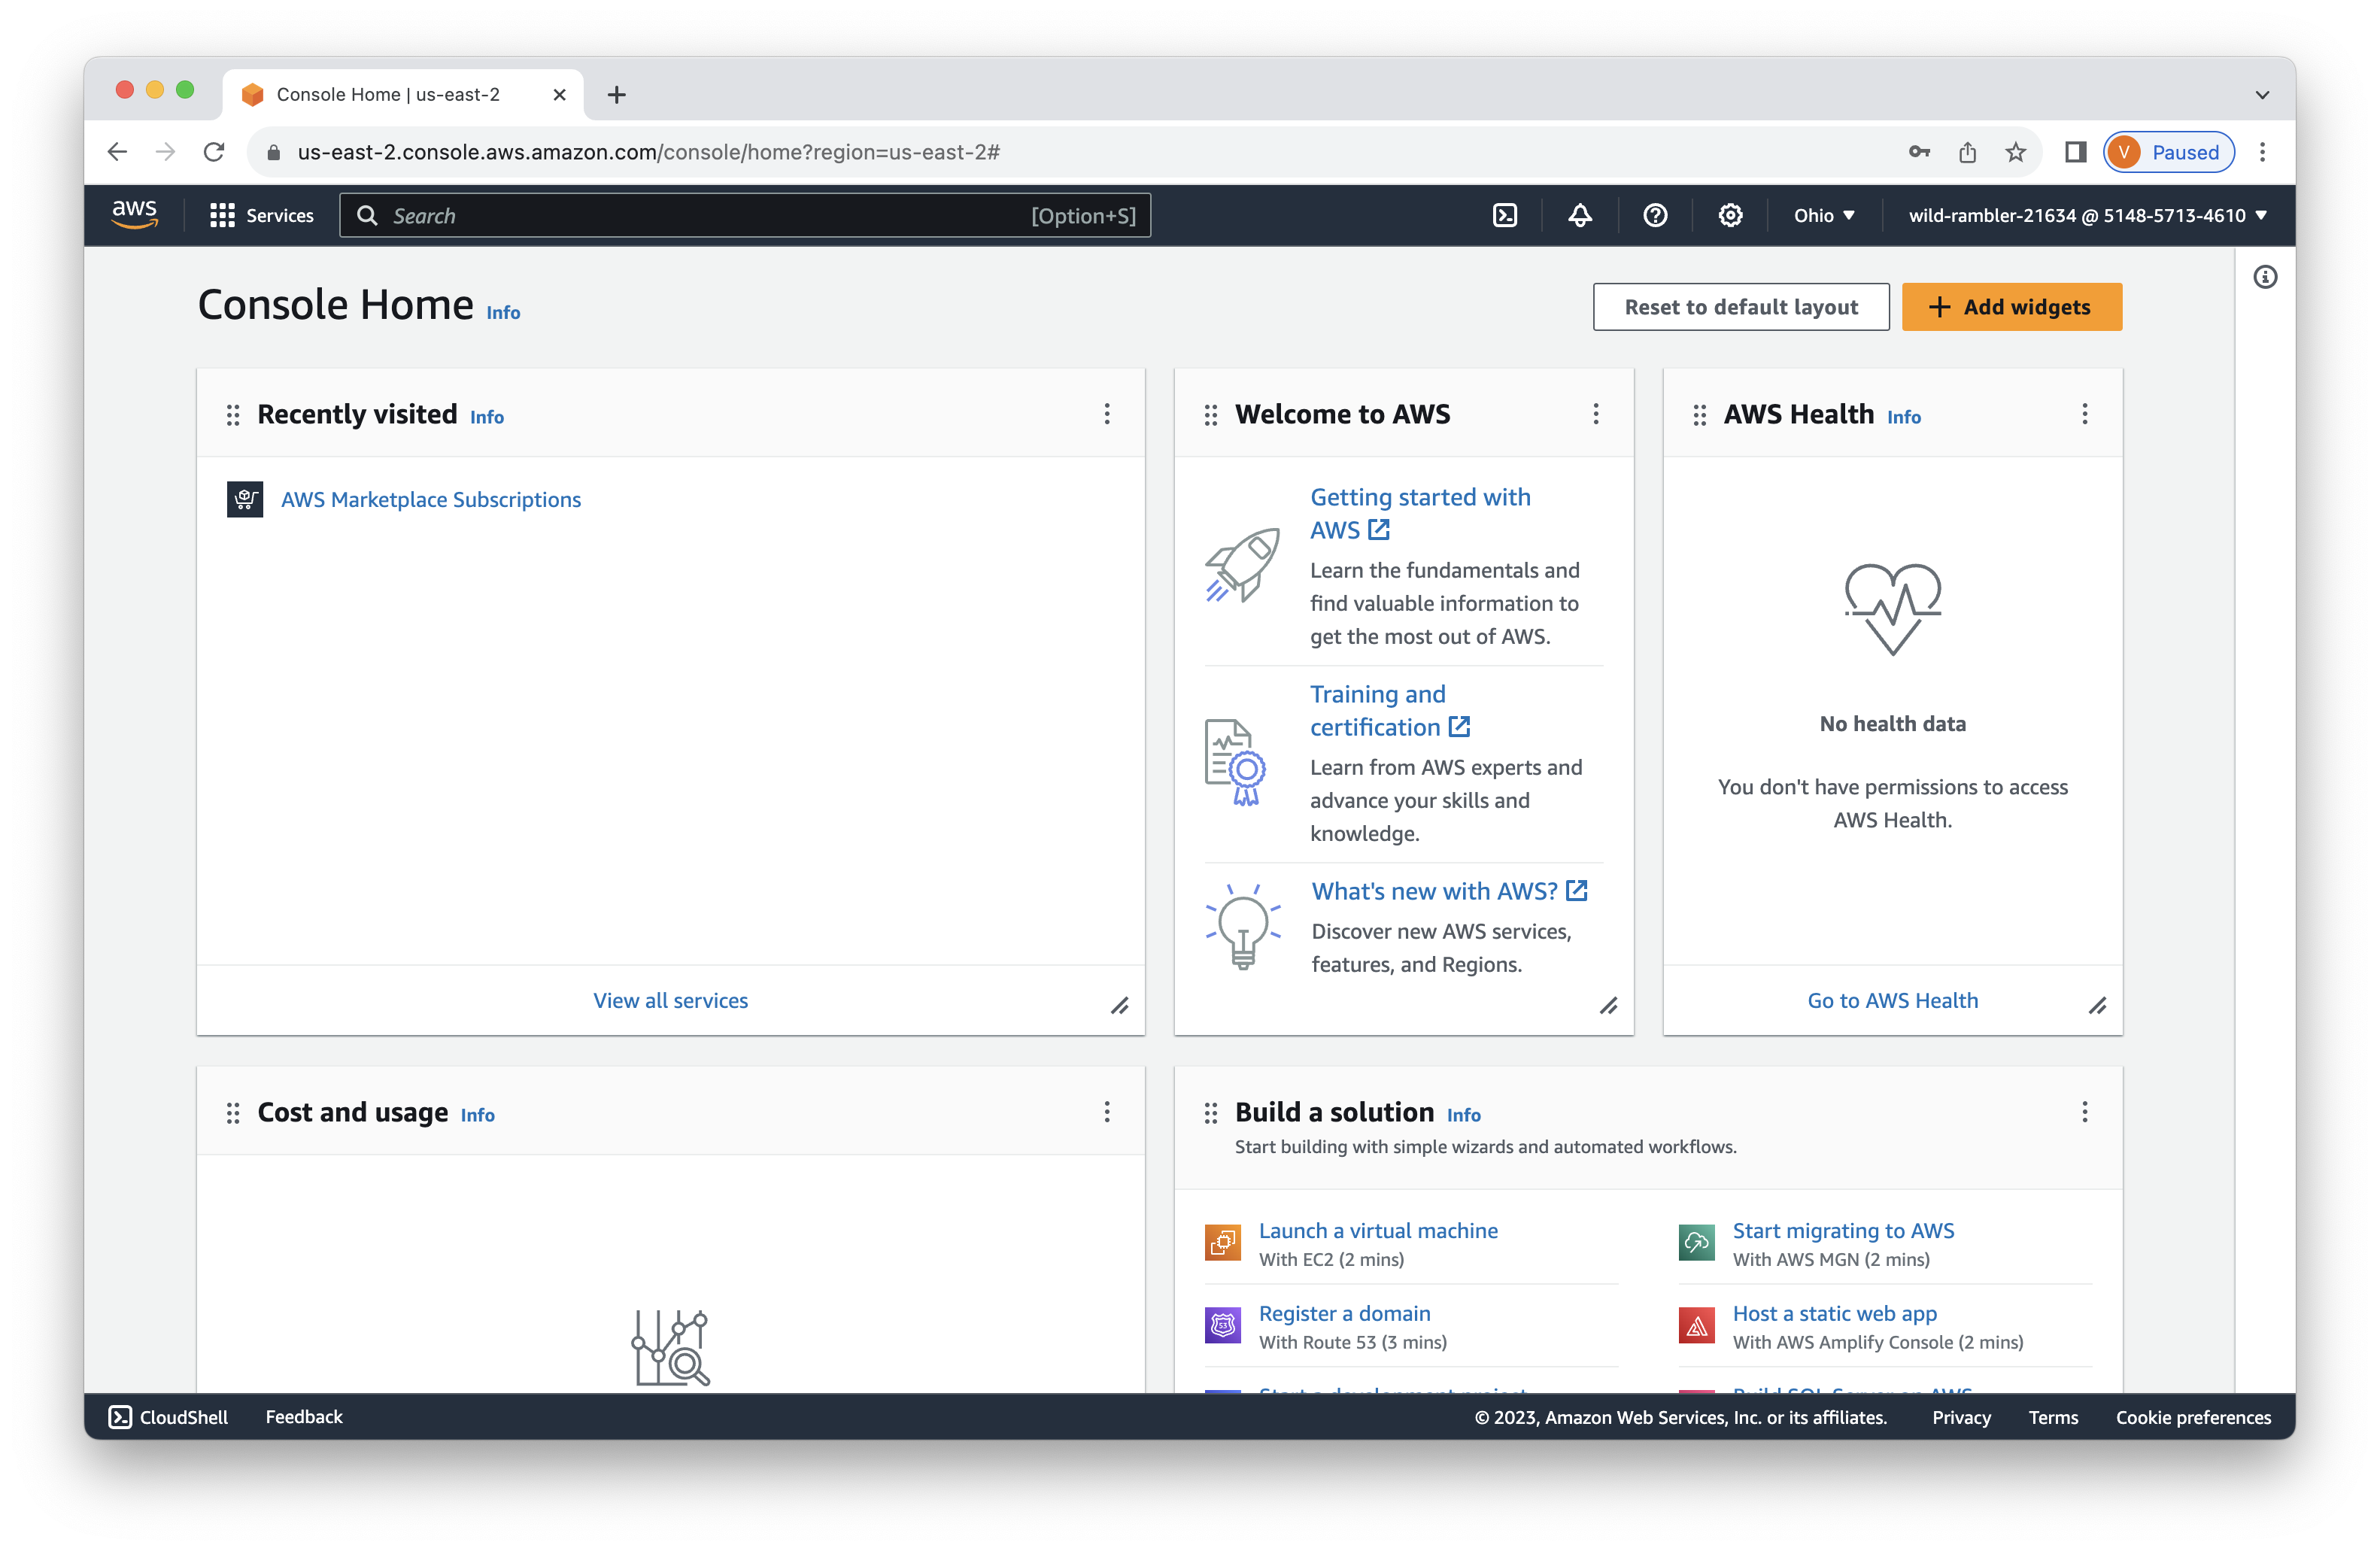 Console Home | us-east-2
us-east-2.console.aws.amazon.com/console/home?region=us-east-2#
V Paused
aws
Services
Search [Option+S]
Ohio
wild-rambler-21634 @ 5148-5713-4610
Console Home Info
Reset to default layout
Add widgets
Recently visited Info
AWS Marketplace Subscriptions
View all services
Welcome to AWS
Getting started with
AWS
Learn the fundamentals and
find valuable information to
get the most out of AWS.
Training and
certification
Learn from AWS experts and
advance your skills and
knowledge.
What's new with AWS?
Discover new AWS services,
features, and Regions.
AWS Health Info
No health data
You don't have permissions to access
AWS Health.
Go to AWS Health
Cost and usage Info
Build a solution Info
Start building with simple wizards and automated workflows.
Launch a virtual machine
With EC2 (2 mins)
Start migrating to AWS
With AWS MGN (2 mins)
53
Register a domain
With Route 53 (3 mins)
Host a static web app
With AWS Amplify Console (2 mins)
Start a development project
Build SQL Server on AWS
CloudShell
Feedback
© 2023, Amazon Web Services, Inc. or its affiliates.
Privacy
Terms
Cookie preferences